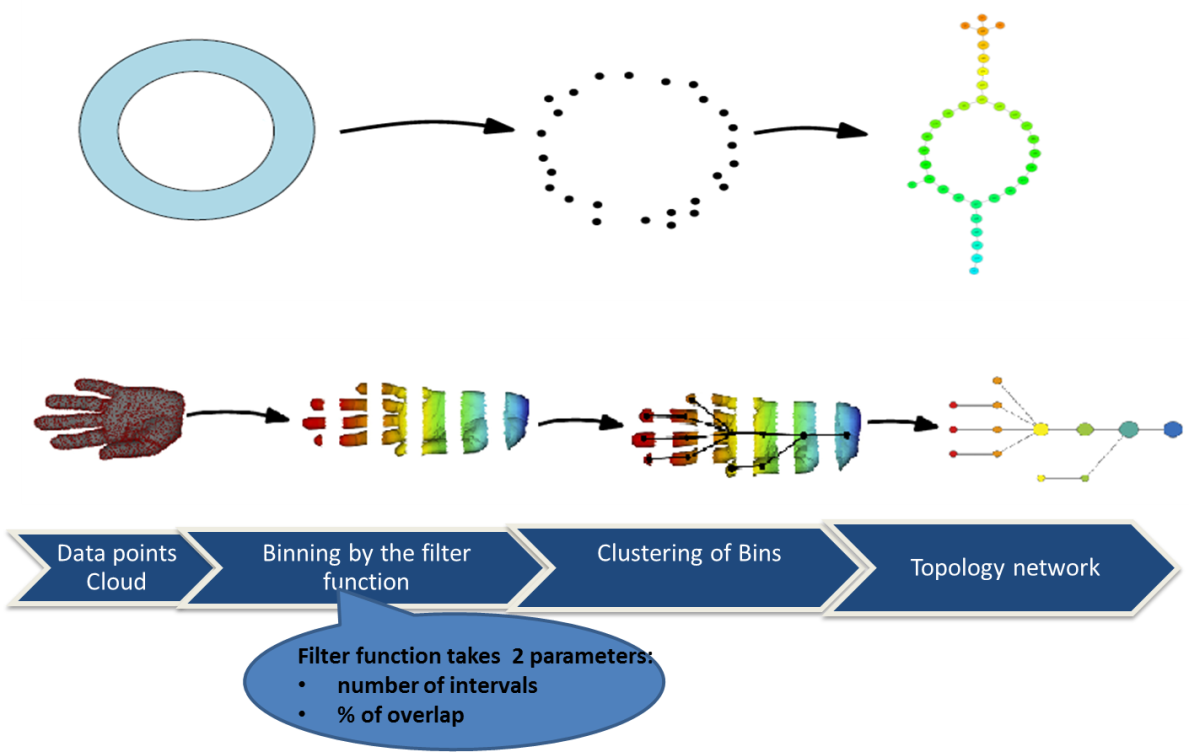 Data points
Cloud
Binning by the filter
function
Clustering of Bins
Topology network
Filter function takes 2 parameters:
• number of intervals
• % of overlap